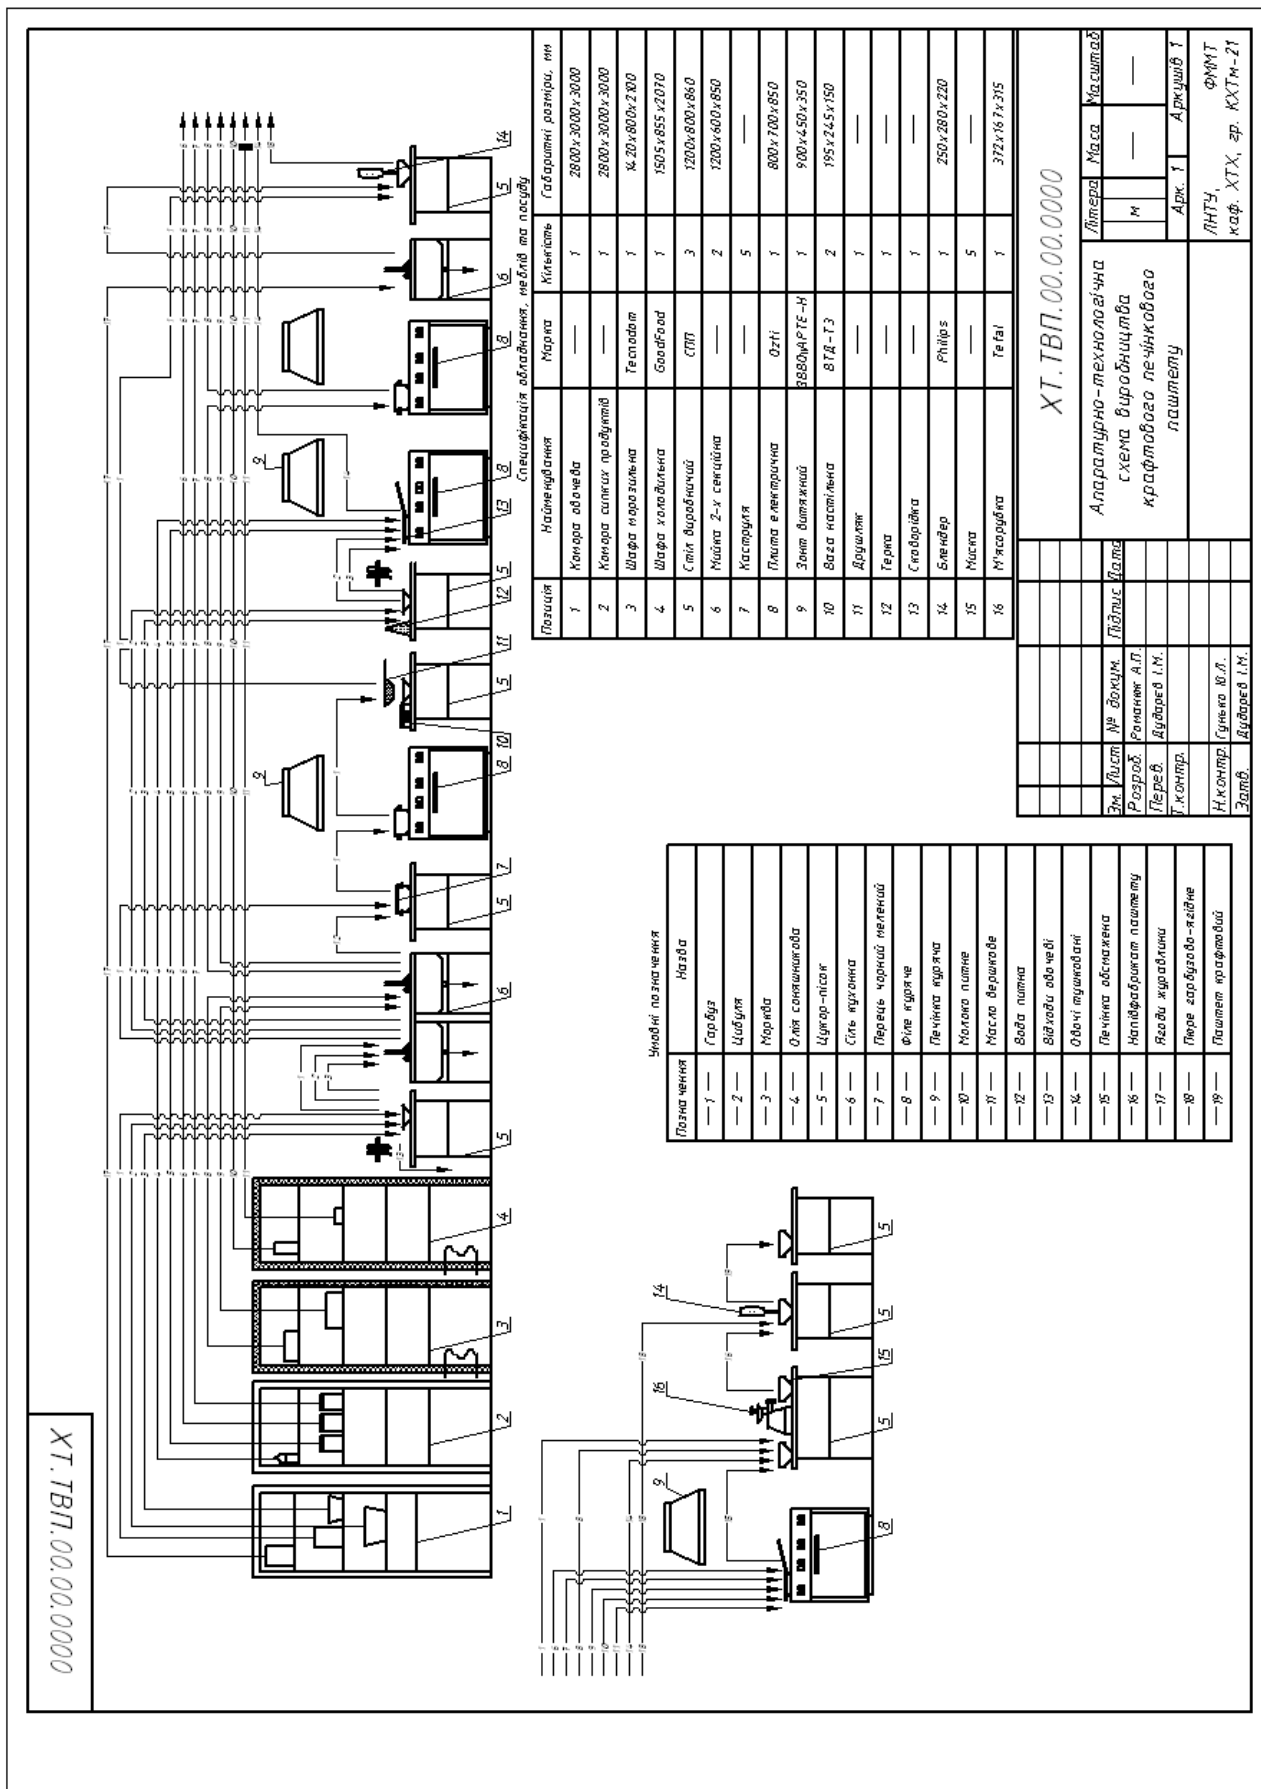 ХТ.ТВП.00.00.0000
Специфікація обладнання, меблів та посуду
Позиція Найменування Марка Кількість Габаритні розміри, мм
1 Комора овочева — 1 2800х3000х3000
2 Комора сипких продуктів — 1 2800х3000х3000
3 Шафа морозильна Tecnodom 1 1420х800х2100
4 Шафа холодильна GoodFood 1 1505х855х2070
5 Стіл виробничий СПП 3 1200х800х860
6 Мийка 2-х секційна — 2 1200х600х850
7 Каструля — 5 —
8 Плита електрична Ozti 1 800х700х850
9 Зонт витяжний 1 900х450х350
10 Вага настільна ВТД-Т3 2 195х245х150
11 Друшляк — 1 —
12 Терка — 1 —
13 Сковорідка — 1 —
14 Блендер Philips 1 250х280х220
15 Миска — 5 —
16 М'ясорубка Tefal 1 372х167х315
Умовні позначення
Позначення Назва
— 1 — Гарбуз
— 2 — Цибуля
— 3 — Морква
— 4 — Олія соняшникова
— 5 — Цукор-пісок
— 6 — Сіль кухонна
— 7 — Перець чорний мелений
— 8 — Філе куряче
— 9 — Печінка куряча
—10— Молоко питне
—11— Масло вершкове
—12— Вода питна
—13— Відходи овочеві
—14— Овочі тушковані
—15— Печінка обсмажена
—16— Напівфабрикат паштету
—17— Ягоди журавлини
—18— Пюре гарбузово-ягідне
—19— Паштет крафтовий
ХТ.ТВП.00.00.0000
Зм. Лист № докум. Підпис Дата
Розроб. Романюк А.П.
Перев. Дударєв І.М.
Т.контр.
Н.контр. Гунько Ю.Л.
Затв. Дударєв І.М.
Апаратурно-технологічна
схема виробництва
крафтового печінкового
паштету
Літера Маса Масштаб
м — —
Арк. 1 Аркушів 1
ЛНТУ, ФММТ
каф. ХТХ, гр. КХТм-21